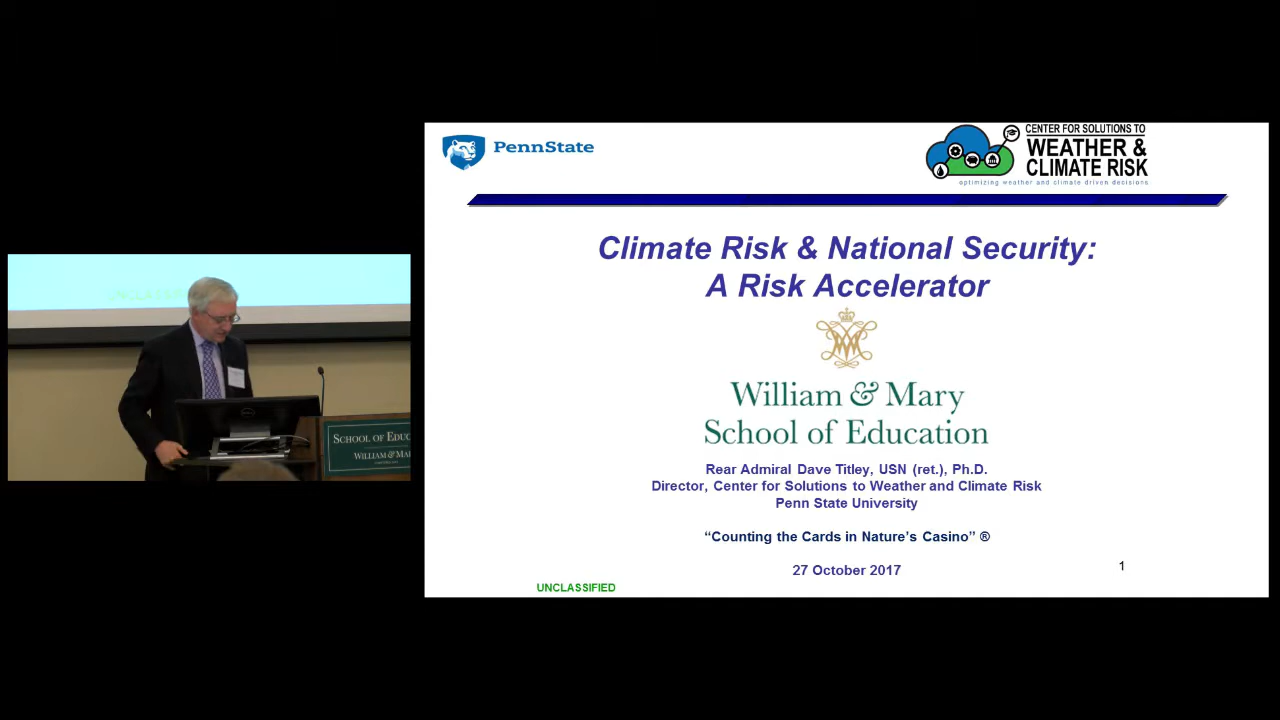 PennState
CENTER FOR SOLUTIONS TO
WEATHER &
CLIMATE RISK
optimizing weather and climate driven decisions
Climate Risk & National Security:
A Risk Accelerator
William & Mary
School of Education
Rear Admiral Dave Titley, USN (ret.), Ph.D.
Director, Center for Solutions to Weather and Climate Risk
Penn State University
“Counting the Cards in Nature’s Casino” ®
27 October 2017
1
UNCLASSIFIED
UNCLASSI
DELL
SCHOOL OF EDUC
WILLIAM & MAR